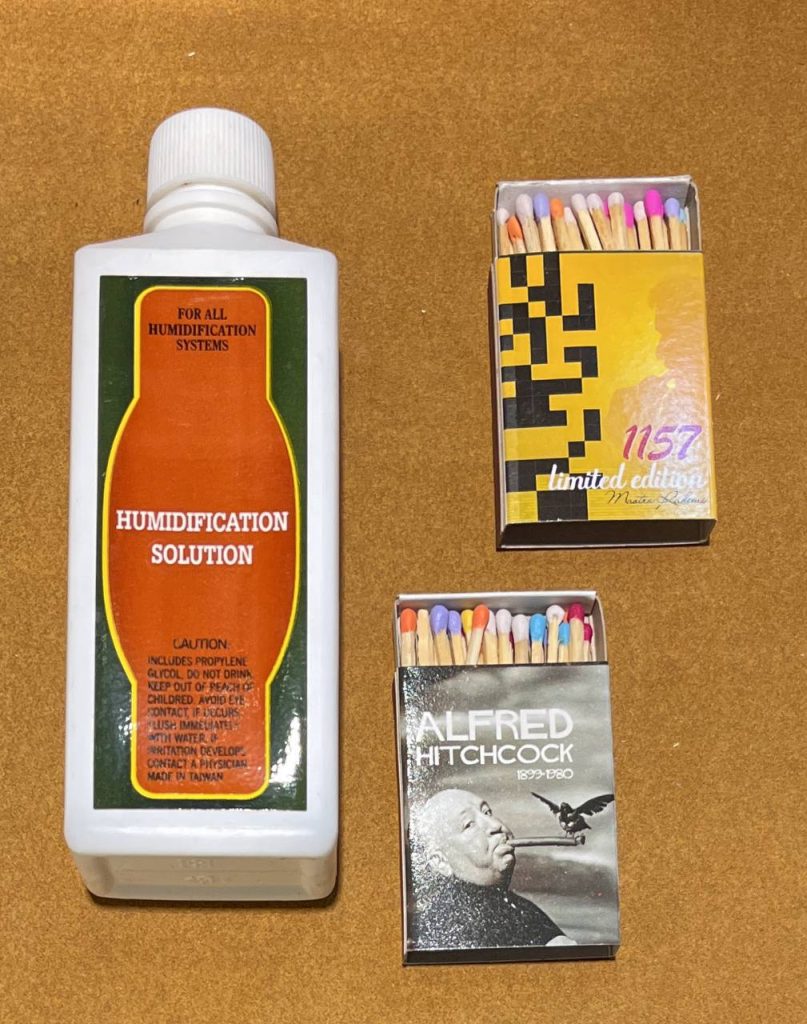 FOR ALL
HUMIDIFICATION
SYSTEMS
HUMIDIFICATION
SOLUTION
CAUTION:
INCLUDES PROPYLENE
GLYCOL, DO NOT DRINK
KEEP OUT OF REACH OF
CHILDRED. AVOID EYE
CONTACT, IF OCCURS,
FLUSH IMMEDIATELY
WITH WATER, IF
IRRITATION DEVELOPS
CONTACT A PHYSICIAN
MADE IN TAIWAN
1157
limited edition
ALFRED
HITCHCOCK
1899-1980